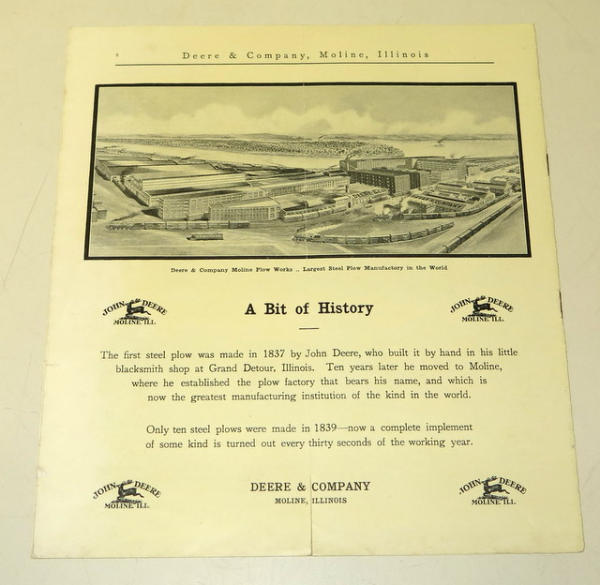 Deere & Company, Moline, Illinois
Deere & Company Moline Plow Works .. Largest Steel Plow Manufactory in the World
JOHN DEERE
MOLINE, ILL.
A Bit of History
JOHN DEERE
MOLINE, ILL.
The first steel plow was made in 1837 by John Deere, who built it by hand in his little
blacksmith shop at Grand Detour, Illinois. Ten years later he moved to Moline,
where he established the plow factory that bears his name, and which is
now the greatest manufacturing institution of the kind in the world.
Only ten steel plows were made in 1839—now a complete implement
of some kind is turned out every thirty seconds of the working year.
JOHN DEERE
MOLINE, ILL.
DEERE & COMPANY
MOLINE, ILLINOIS
JOHN DEERE
MOLINE, ILL.